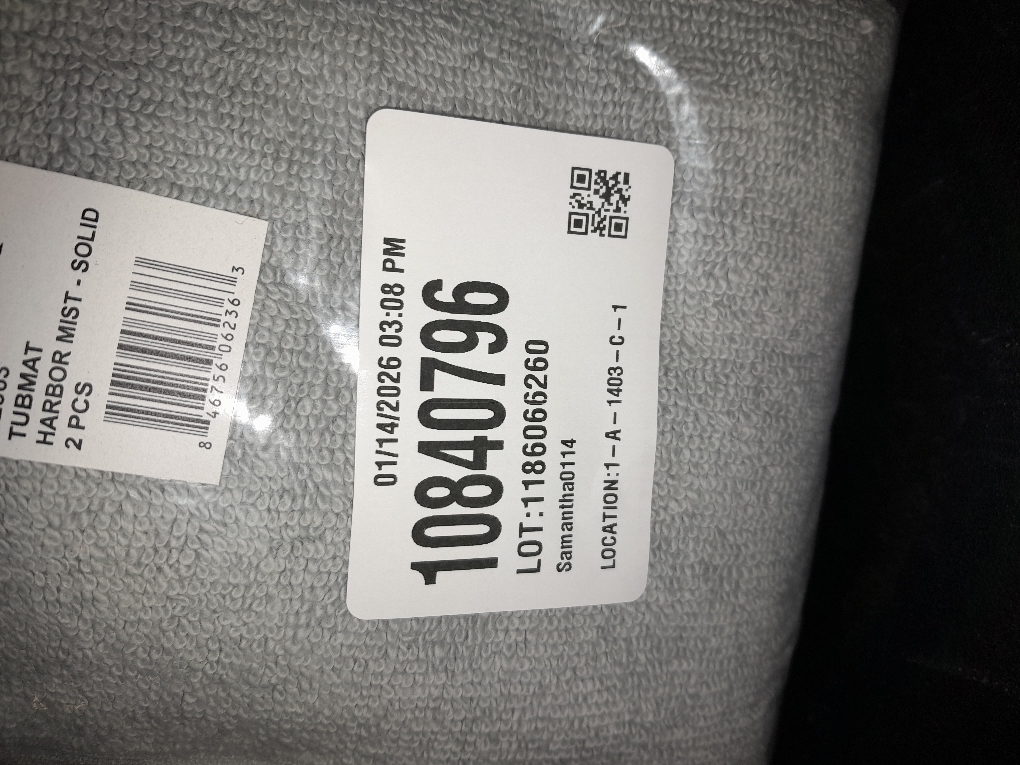 TUBMAT
HARBOR MIST - SOLID
2 PCS
8 46756 06236 3
01/14/2026 03:08 PM
10840796
LOT:1186066260
Samantha0114
LOCATION:1-A-1403-C-1